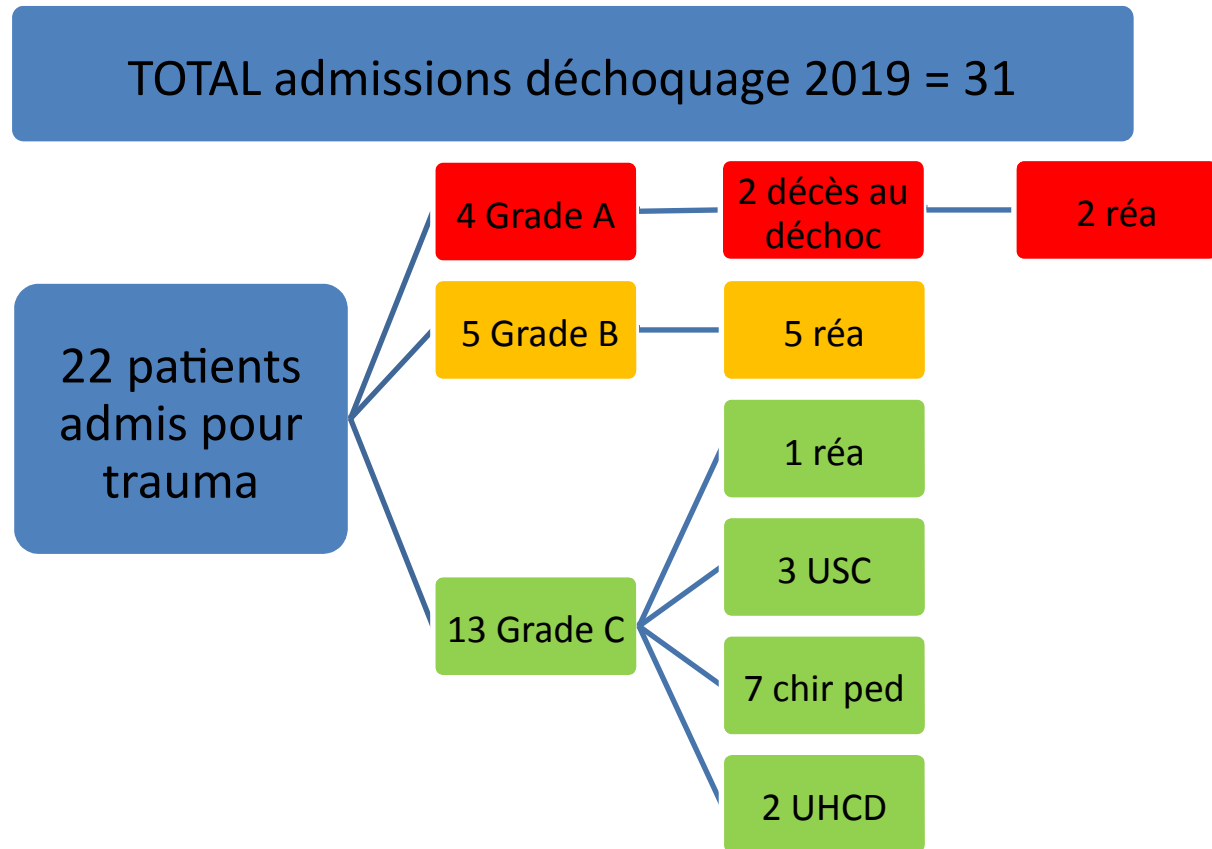 TOTAL admissions déchoquage 2019 = 31
4 Grade A
2 décès au
déchoc
2 réa
22 patients
admis pour
trauma
5 Grade B
5 réa
13 Grade C
1 réa
3 USC
7 chir ped
2 UHCD